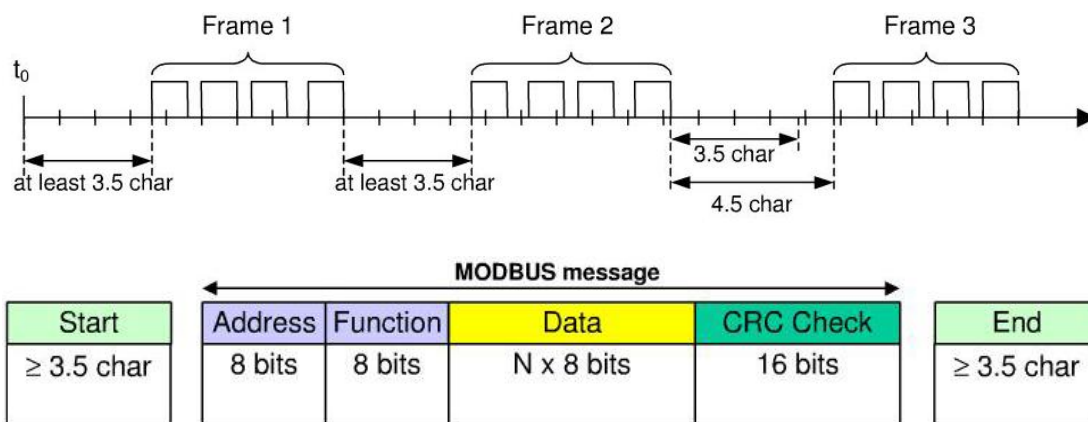 Frame 1 Frame 2 Frame 3
t0
at least 3.5 char at least 3.5 char 3.5 char
4.5 char
MODBUS message
Start Address Function Data CRC Check End
≥ 3.5 char 8 bits 8 bits N x 8 bits 16 bits ≥ 3.5 char